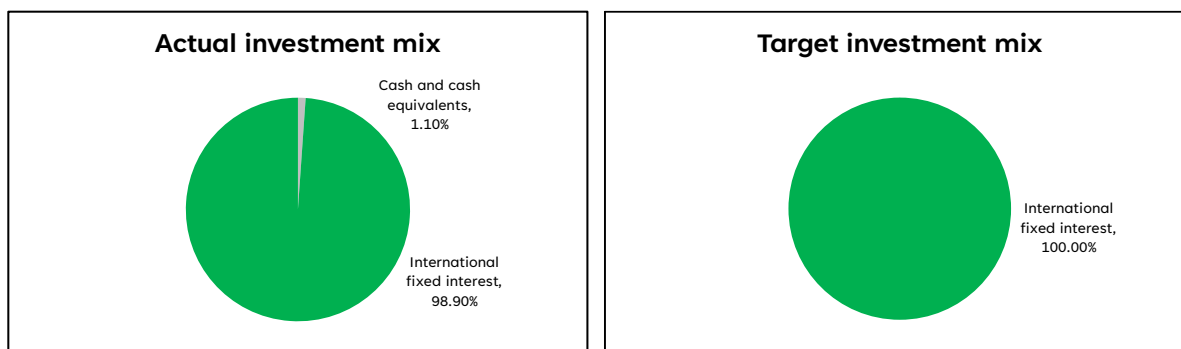 Actual investment mix
Cash and cash
equivalents,
1.10%
International
fixed interest,
98.90%
Target investment mix
International
fixed interest,
100.00%